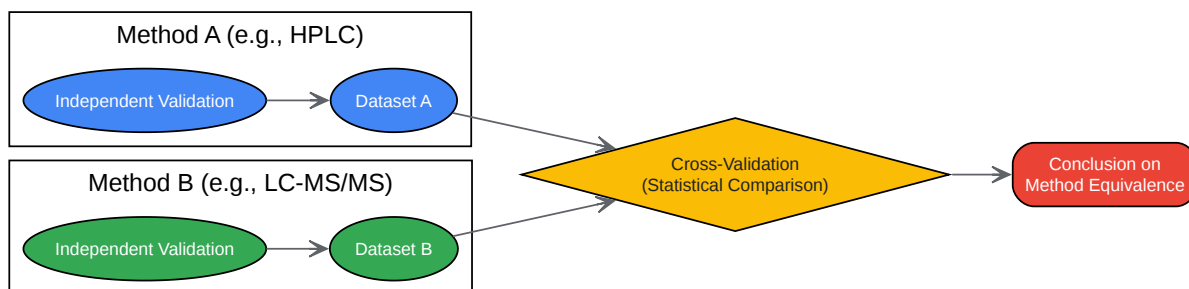 Method A (e.g., HPLC)
Independent Validation
Dataset A
Method B (e.g., LC-MS/MS)
Independent Validation
Dataset B
Cross-Validation
(Statistical Comparison)
Conclusion on
Method Equivalence